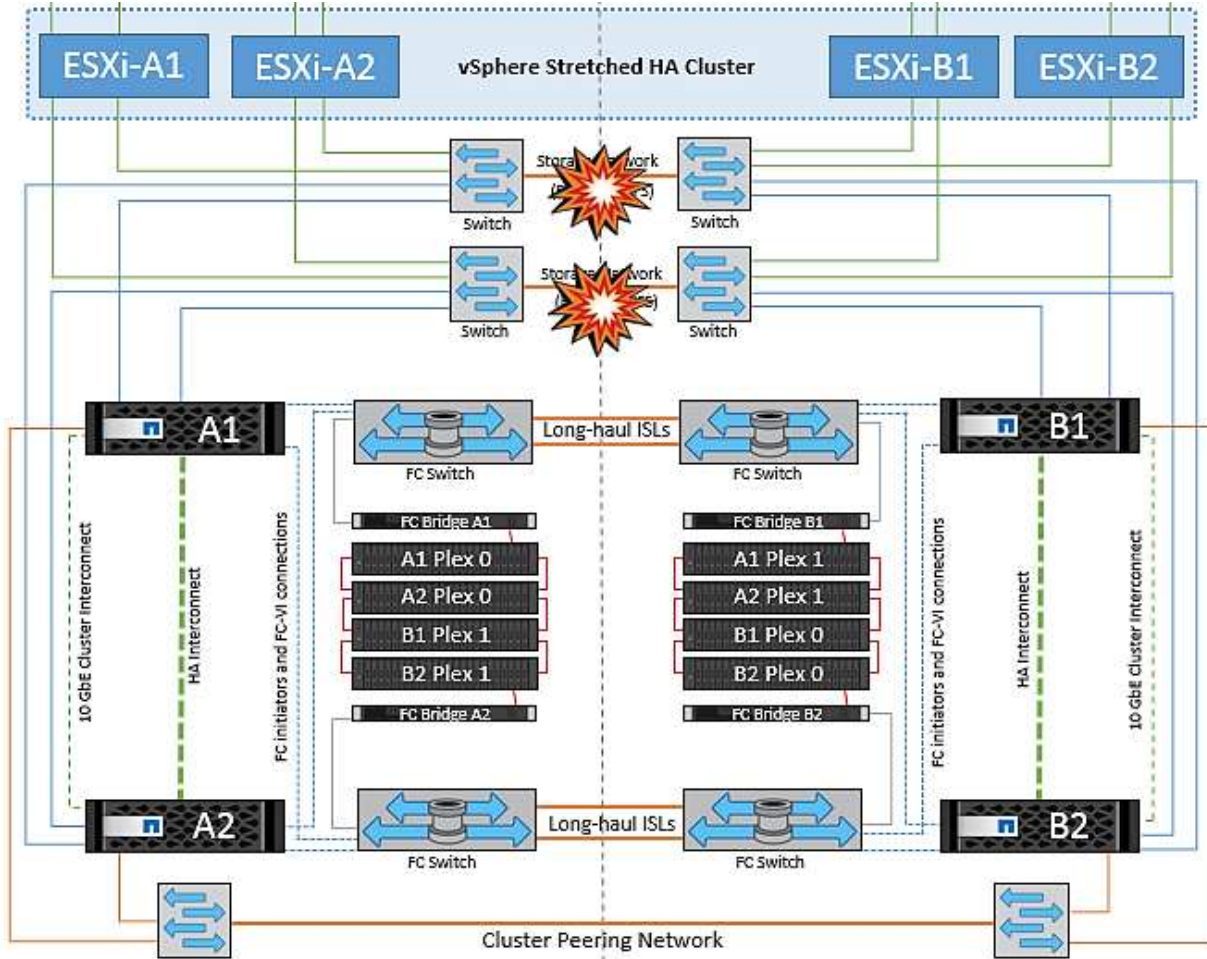 ESXi-A1
ESXi-A2
vSphere Stretched HA Cluster
ESXi-B1
ESXi-B2
Switch
Switch
Switch
Switch
A1
B1
Long-haul ISLs
FC Switch
FC Switch
FC Bridge A1
FC Bridge B1
A1 Plex 0
A1 Plex 1
A2 Plex 0
A2 Plex 1
B1 Plex 1
B1 Plex 0
B2 Plex 1
B2 Plex 0
FC Bridge A2
FC Bridge B2
10 GbE Cluster Interconnect
HA Interconnect
FC initiators and FC-VI connections
FC initiators and FC-VI connections
HA Interconnect
10 GbE Cluster Interconnect
A2
B2
Long-haul ISLs
FC Switch
FC Switch
Cluster Peering Network